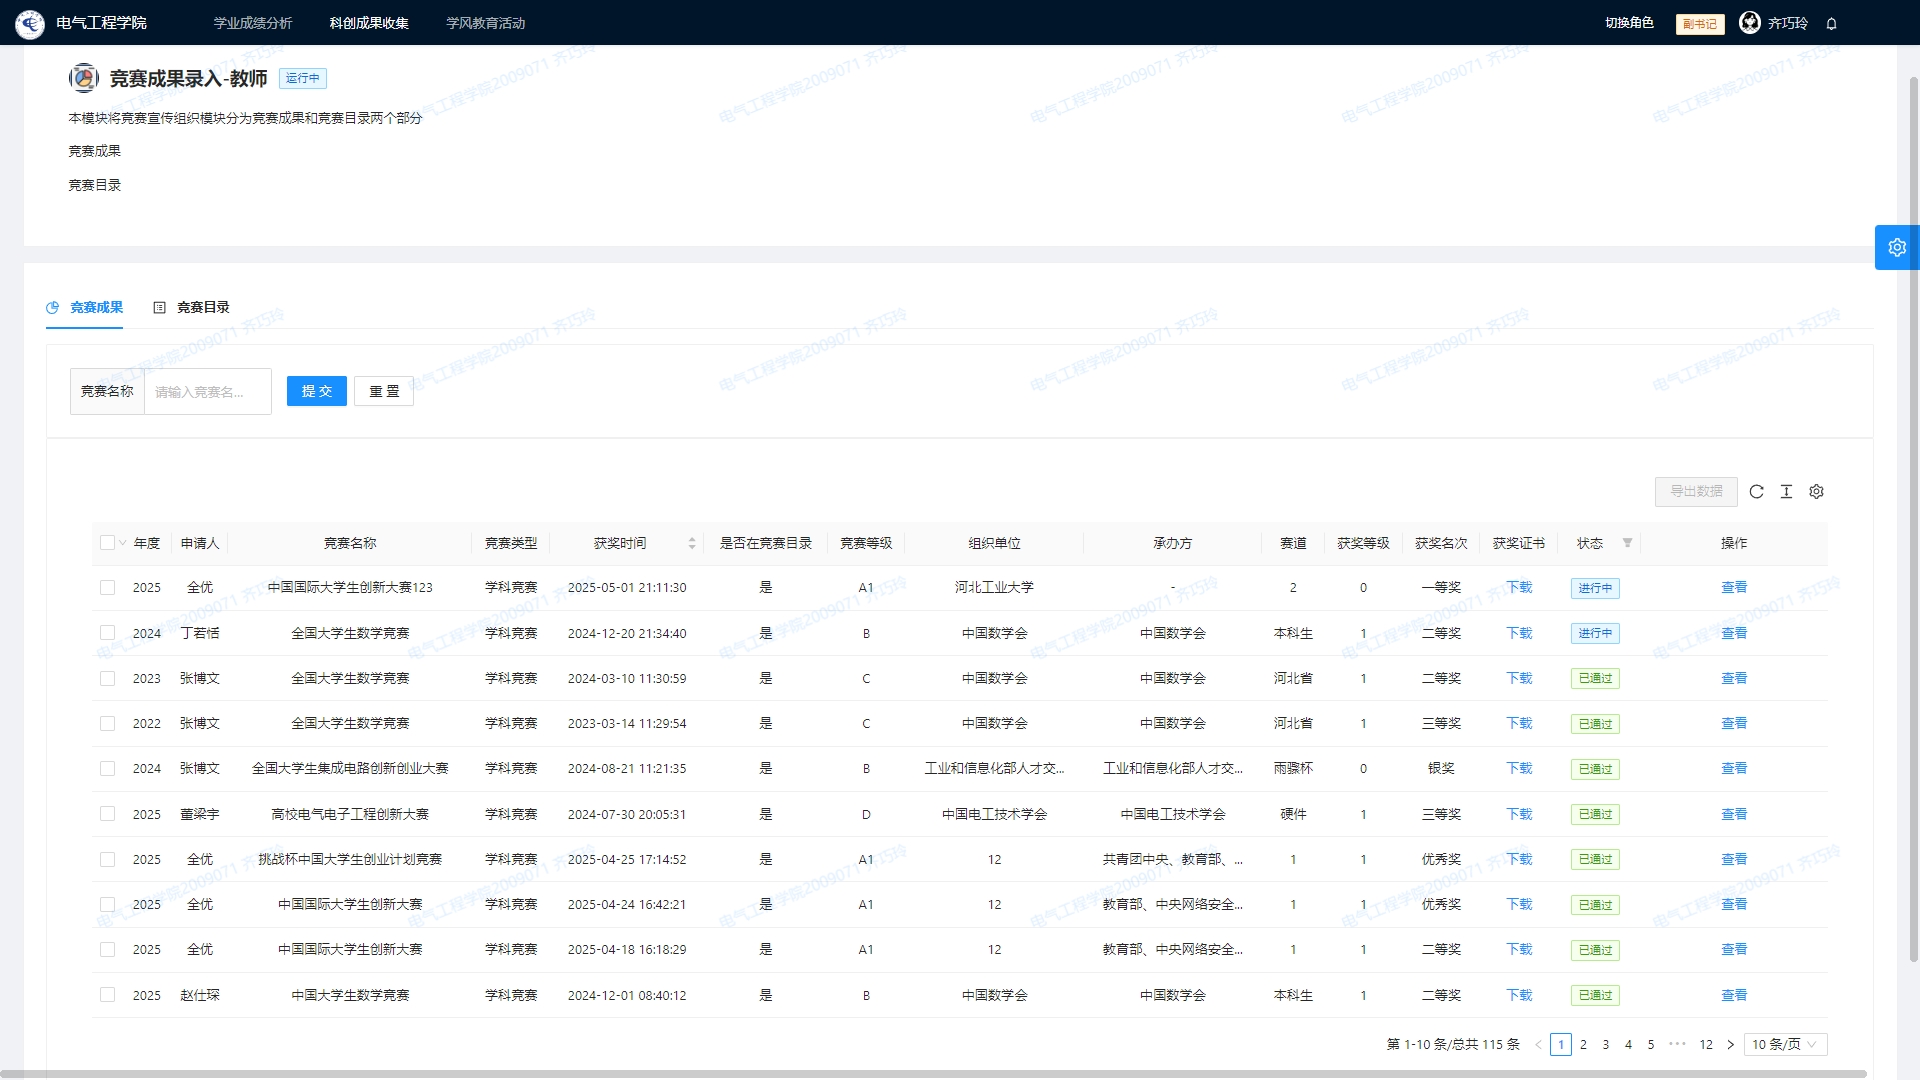 电气工程学院 学业成绩分析 科创成果收集 学风教育活动 切换角色 副书记 齐巧玲
竞赛成果录入-教师 运行中
本模块将竞赛宣传组织模块分为竞赛成果和竞赛目录两个部分
竞赛成果
竞赛目录
竞赛成果 竞赛目录
竞赛名称 请输入竞赛名... 提 交 重 置
导出数据
年度 申请人 竞赛名称 竞赛类型 获奖时间 是否在竞赛目录 竞赛等级 组织单位 承办方 赛道 获奖等级 获奖名次 获奖证书 状态 操作
2025 全优 中国国际大学生创新大赛123 学科竞赛 2025-05-01 21:11:30 是 A1 河北工业大学 - 2 0 一等奖 下载 进行中 查看
2024 丁若恬 全国大学生数学竞赛 学科竞赛 2024-12-20 21:34:40 是 B 中国数学会 中国数学会 本科生 1 二等奖 下载 进行中 查看
2023 张博文 全国大学生数学竞赛 学科竞赛 2024-03-10 11:30:59 是 C 中国数学会 中国数学会 河北省 1 二等奖 下载 已通过 查看
2022 张博文 全国大学生数学竞赛 学科竞赛 2023-03-14 11:29:54 是 C 中国数学会 中国数学会 河北省 1 三等奖 下载 已通过 查看
2024 张博文 全国大学生集成电路创新创业大赛 学科竞赛 2024-08-21 11:21:35 是 B 工业和信息化部人才交... 工业和信息化部人才交... 雨骤杯 0 银奖 下载 已通过 查看
2025 董梁宇 高校电气电子工程创新大赛 学科竞赛 2024-07-30 20:05:31 是 D 中国电工技术学会 中国电工技术学会 硬件 1 三等奖 下载 已通过 查看
2025 全优 挑战杯中国大学生创业计划竞赛 学科竞赛 2025-04-25 17:14:52 是 A1 12 共青团中央、教育部、... 1 1 优秀奖 下载 已通过 查看
2025 全优 中国国际大学生创新大赛 学科竞赛 2025-04-24 16:42:21 是 A1 12 教育部、中央网络安全... 1 1 优秀奖 下载 已通过 查看
2025 全优 中国国际大学生创新大赛 学科竞赛 2025-04-18 16:18:29 是 A1 12 教育部、中央网络安全... 1 1 二等奖 下载 已通过 查看
2025 赵仕琛 中国大学生数学竞赛 学科竞赛 2024-12-01 08:40:12 是 B 中国数学会 中国数学会 本科生 1 二等奖 下载 已通过 查看
第 1-10 条/总共 115 条 < 1 2 3 4 5 ••• 12 > 10 条/页
电气工程学院2009071 齐巧玲